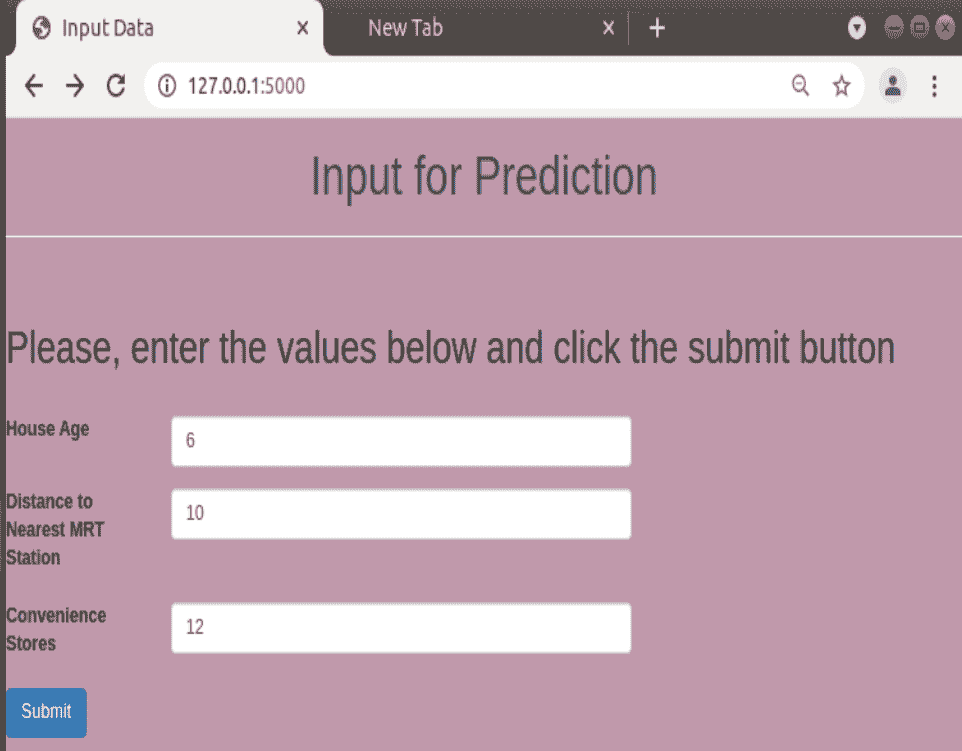 Input Data
New Tab
127.0.0.1:5000
Input for Prediction
Please, enter the values below and click the submit button
House Age
6
Distance to
Nearest MRT
Station
10
Convenience
Stores
12
Submit